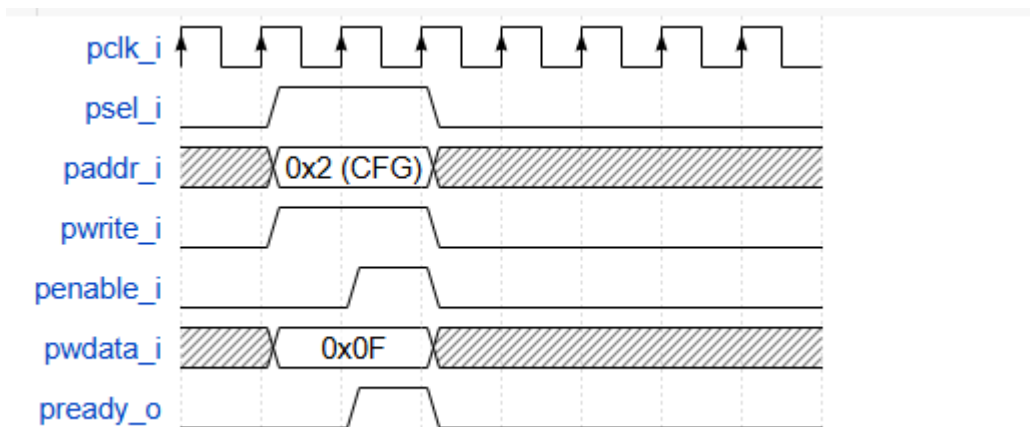 pclk_i
psel_i
paddr_i 0x2 (CFG)
pwrite_i
penable_i
pwdata_i 0x0F
pready_o